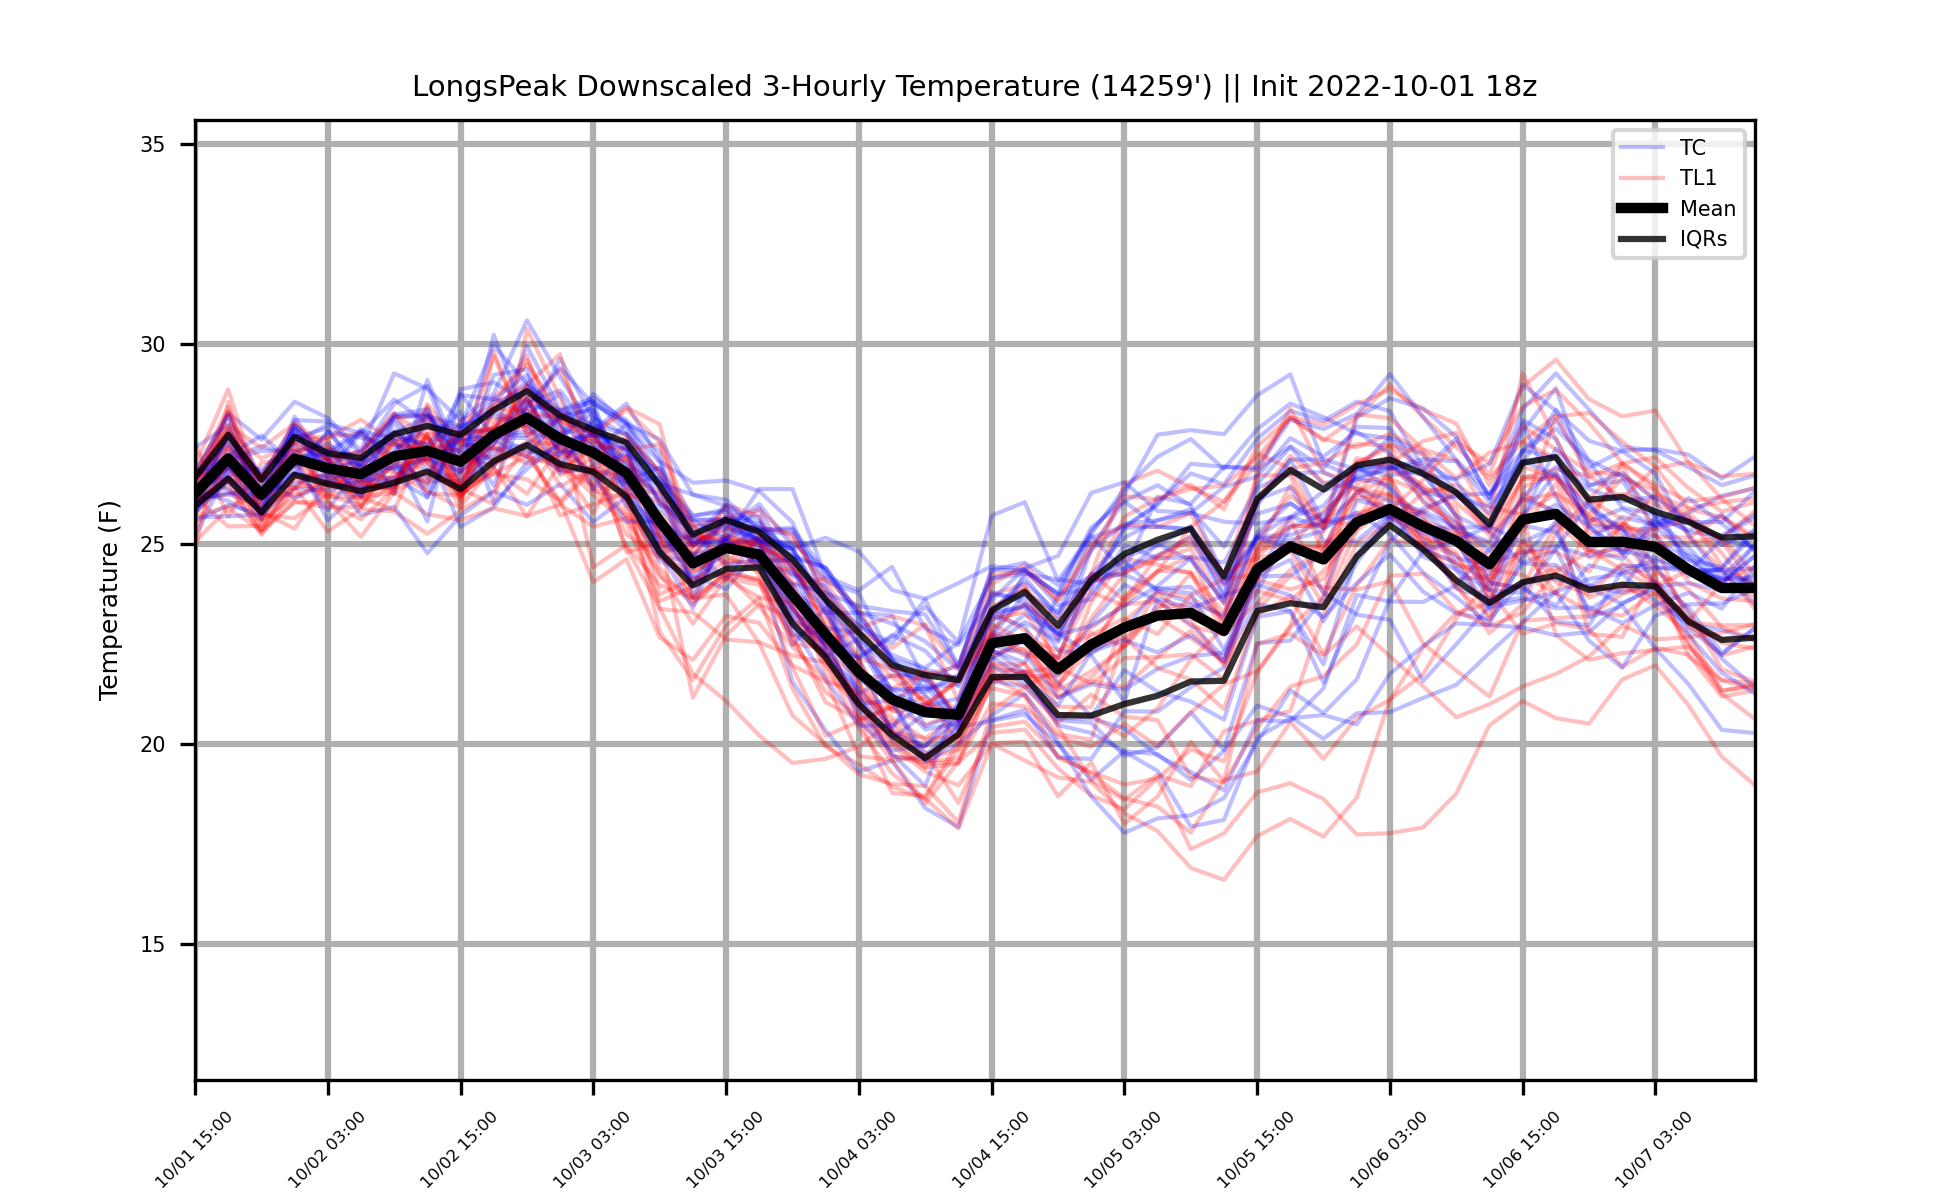 LongsPeak Downscaled 3-Hourly Temperature (14259') || Init 2022-10-01 18z
TC
TL1
Mean
IQRs
Temperature (F)
35
30
25
20
15
10/01 15:00
10/02 03:00
10/02 15:00
10/03 03:00
10/03 15:00
10/04 03:00
10/04 15:00
10/05 03:00
10/05 15:00
10/06 03:00
10/06 15:00
10/07 03:00